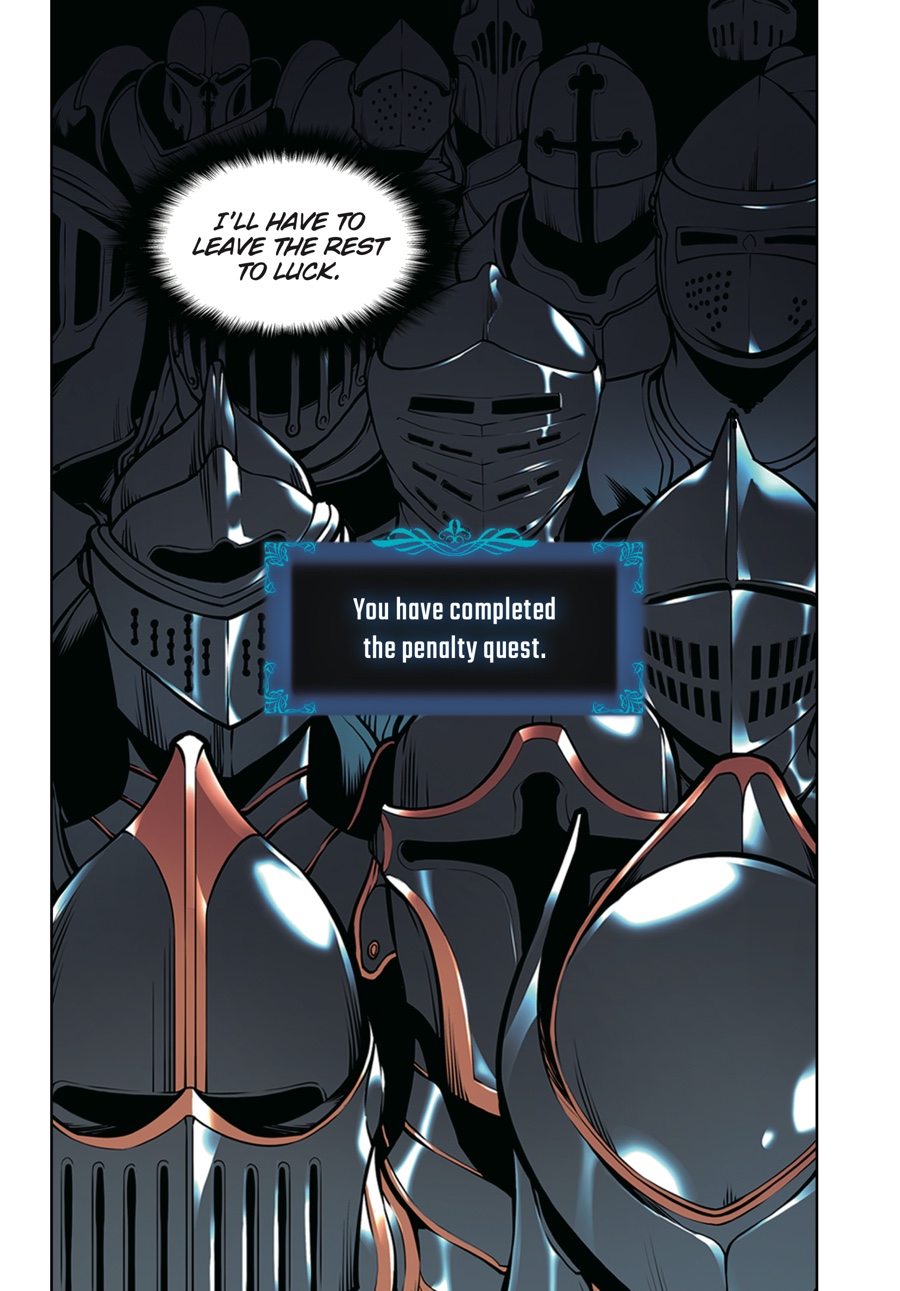 I'LL HAVE TO
LEAVE THE REST
TO LUCK.
You have completed
the penalty quest.